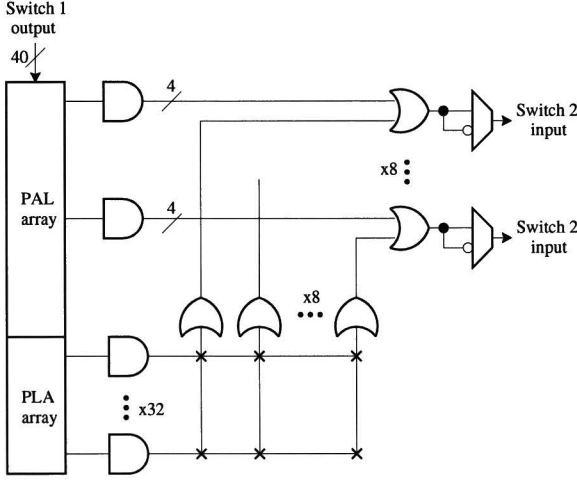 Switch 1
output
40
4
Switch 2
input
x8
PAL
array
4
Switch 2
input
x8
PLA
array
x32